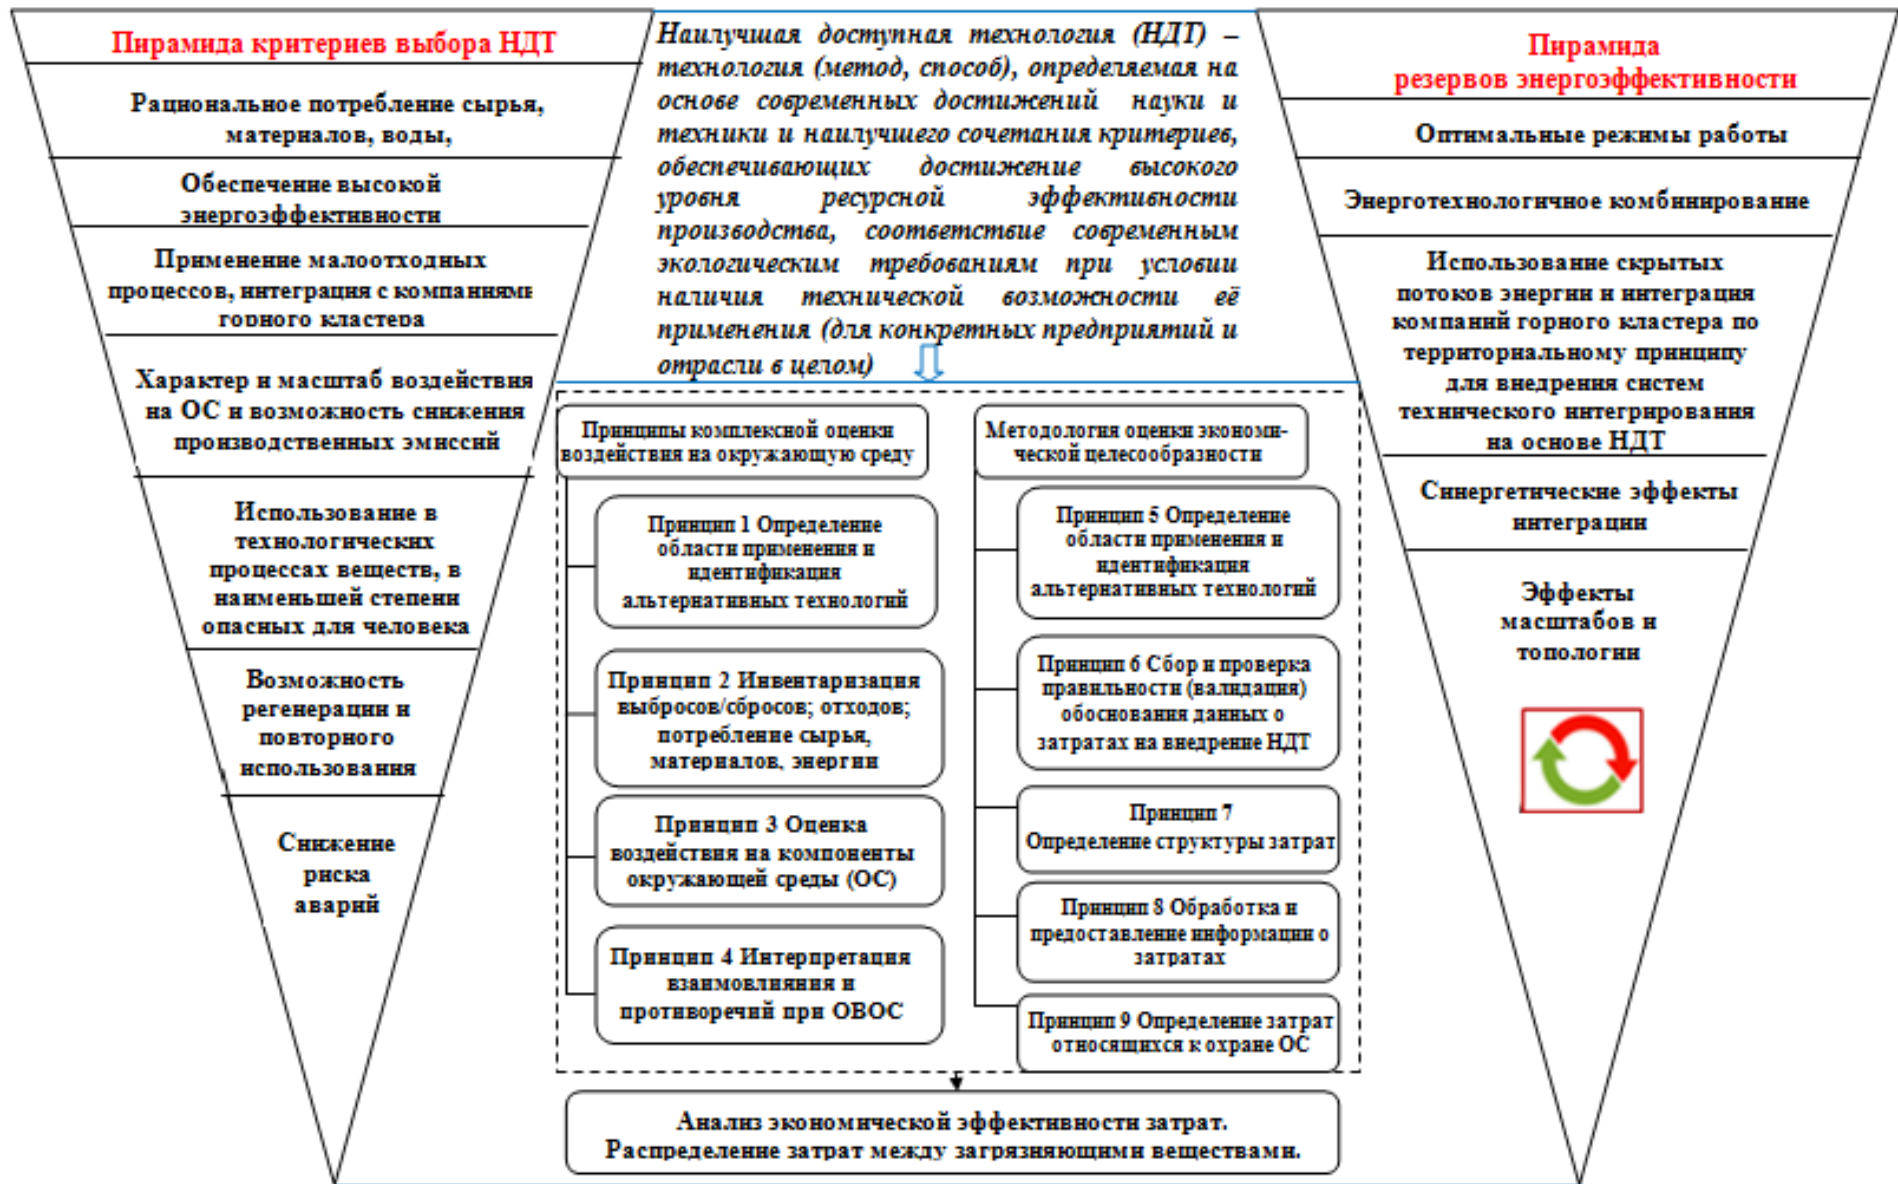 Пирамида критериев выбора НДТ
Рациональное потребление сырья,
материалов, воды,
Обеспечение высокой
энергоэффективности
Применение малоотходных
процессов, интеграция с компаниями
горного кластера
Характер и масштаб воздействия
на ОС и возможность снижения
производственных эмиссий
Использование в
технологических
процессах веществ, в
наименьшей степени
опасных для человека
Возможность
регенерации и
повторного
использования
Снижение
риска
аварий
Наилучшая доступная технология (НДТ) –
технология (метод, способ), определяемая на
основе современных достижений науки и
техники и наилучшего сочетания критериев,
обеспечивающих достижение высокого
уровня ресурсной эффективности
производства, соответствие современным
экологическим требованиям при условии
наличия технической возможности её
применения (для конкретных предприятий и
отрасли в целом)
Принципы комплексной оценки
воздействия на окружающую среду
Принцип 1 Определение
области применения и
идентификация
альтернативных технологий
Принцип 2 Инвентаризация
выбросов/сбросов; отходов;
потребление сырья,
материалов, энергии
Принцип 3 Оценка
воздействия на компоненты
окружающей среды (ОС)
Принцип 4 Интерпретация
взаимовлияния и
противоречий при ОВОС
Методология оценки экономи-
ческой целесообразности
Принцип 5 Определение
области применения и
идентификация
альтернативных технологий
Принцип 6 Сбор и проверка
правильности (валидация)
обоснования данных о
затратах на внедрение НДТ
Принцип 7
Определение структуры затрат
Принцип 8 Обработка и
предоставление информации о
затратах
Принцип 9 Определение затрат
относящихся к охране ОС
Анализ экономической эффективности затрат.
Распределение затрат между загрязняющими веществами.
Пирамида
резервов энергоэффективности
Оптимальные режимы работы
Энерготехнологичное комбинирование
Использование скрытых
потоков энергии и интеграция
компаний горного кластера по
территориальному принципу
для внедрения систем
технического интегрирования
на основе НДТ
Синергетические эффекты
интеграции
Эффекты
масштабов и
топологии